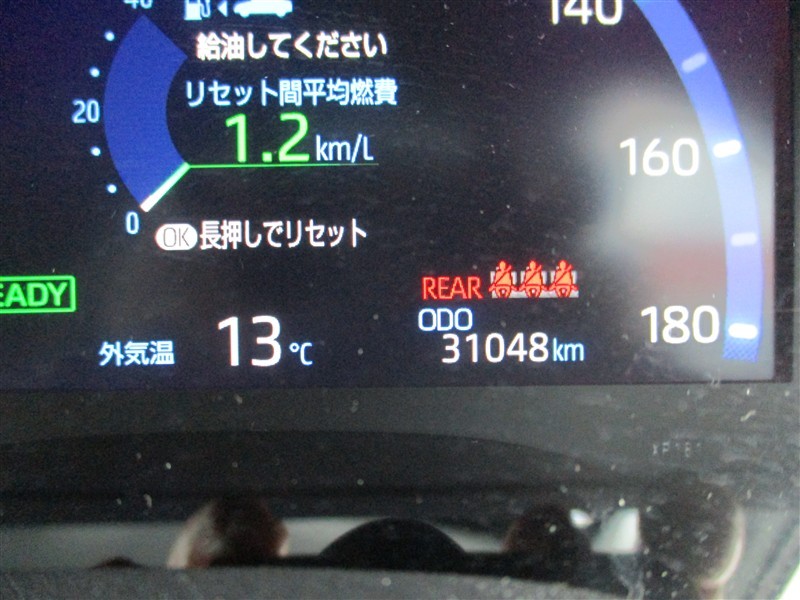 140
給油してください
リセット間平均燃費
20
1.2 km/L
160
0
OK 長押しでリセット
EADY
REAR
ODO
180
外気温 13 ℃
31048 km